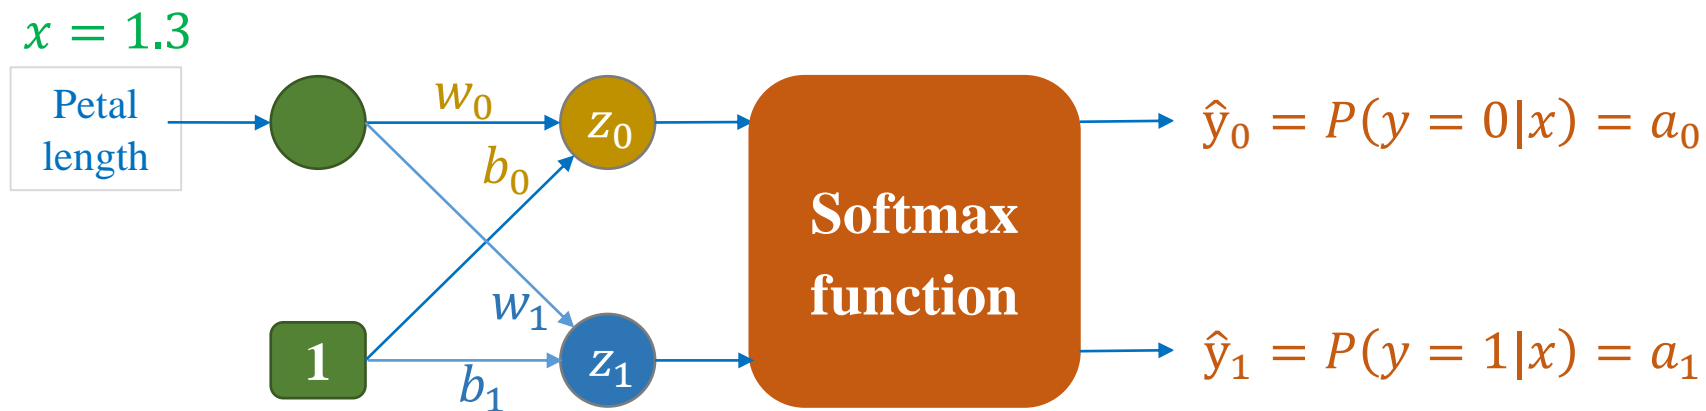 x = 1.3
Petal
length
w₀
z₀
b₀
Softmax
function
w₁
1
b₁
z₁
ŷ₀ = P(y = 0|x) = a₀
ŷ₁ = P(y = 1|x) = a₁